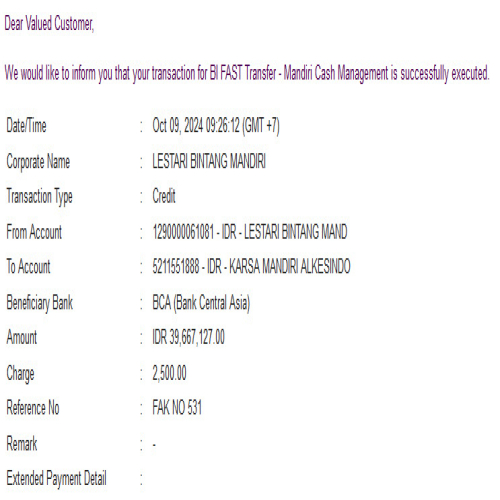 Dear Valued Customer,
We would like to inform you that your transaction for BI FAST Transfer - Mandiri Cash Management is successfully executed.
Date/Time : Oct 09, 2024 09:26:12 (GMT +7)
Corporate Name : LESTARI BINTANG MANDIRI
Transaction Type : Credit
From Account : 1290000061081 - IDR - LESTARI BINTANG MAND
To Account : 5211551888 - IDR - KARSA MANDIRI ALKESINDO
Beneficiary Bank : BCA (Bank Central Asia)
Amount : IDR 39,667,127.00
Charge : 2,500.00
Reference No : FAK NO 531
Remark : -
Extended Payment Detail :